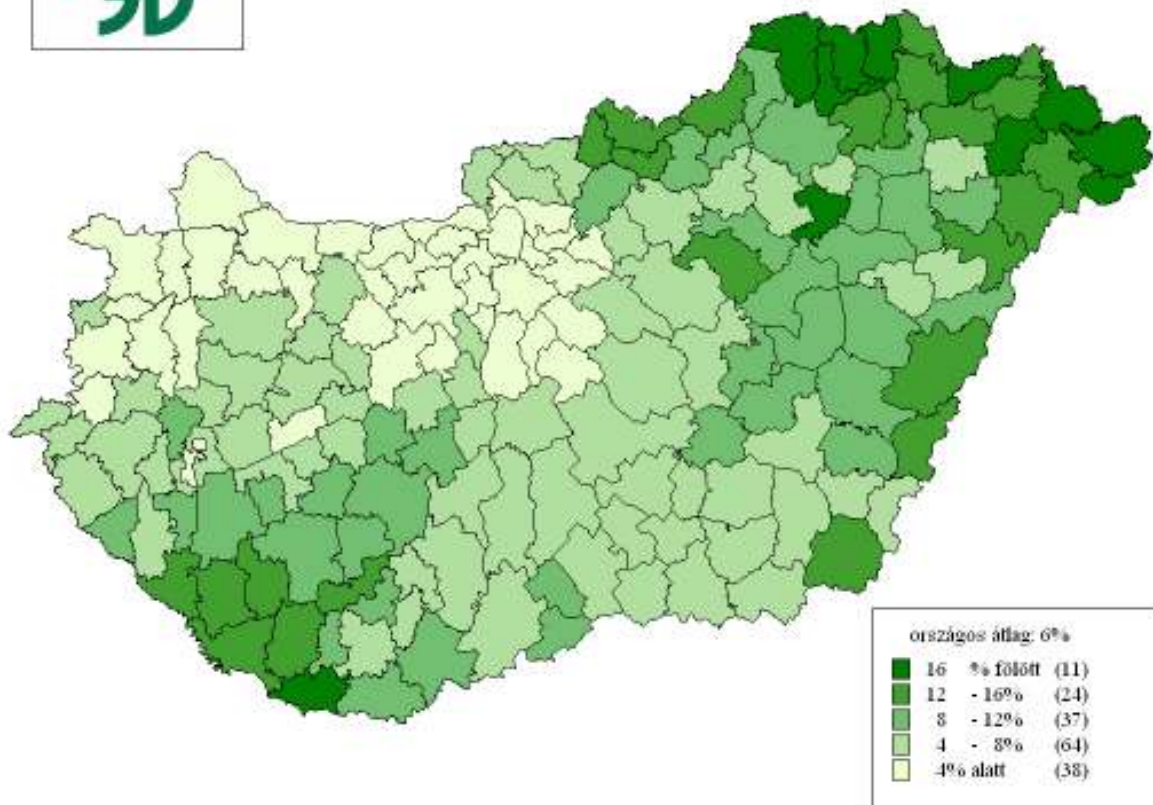 országos átlag: 6%
16 % fölött (11)
12 - 16% (24)
8 - 12% (37)
4 - 8% (64)
4% alatt (38)